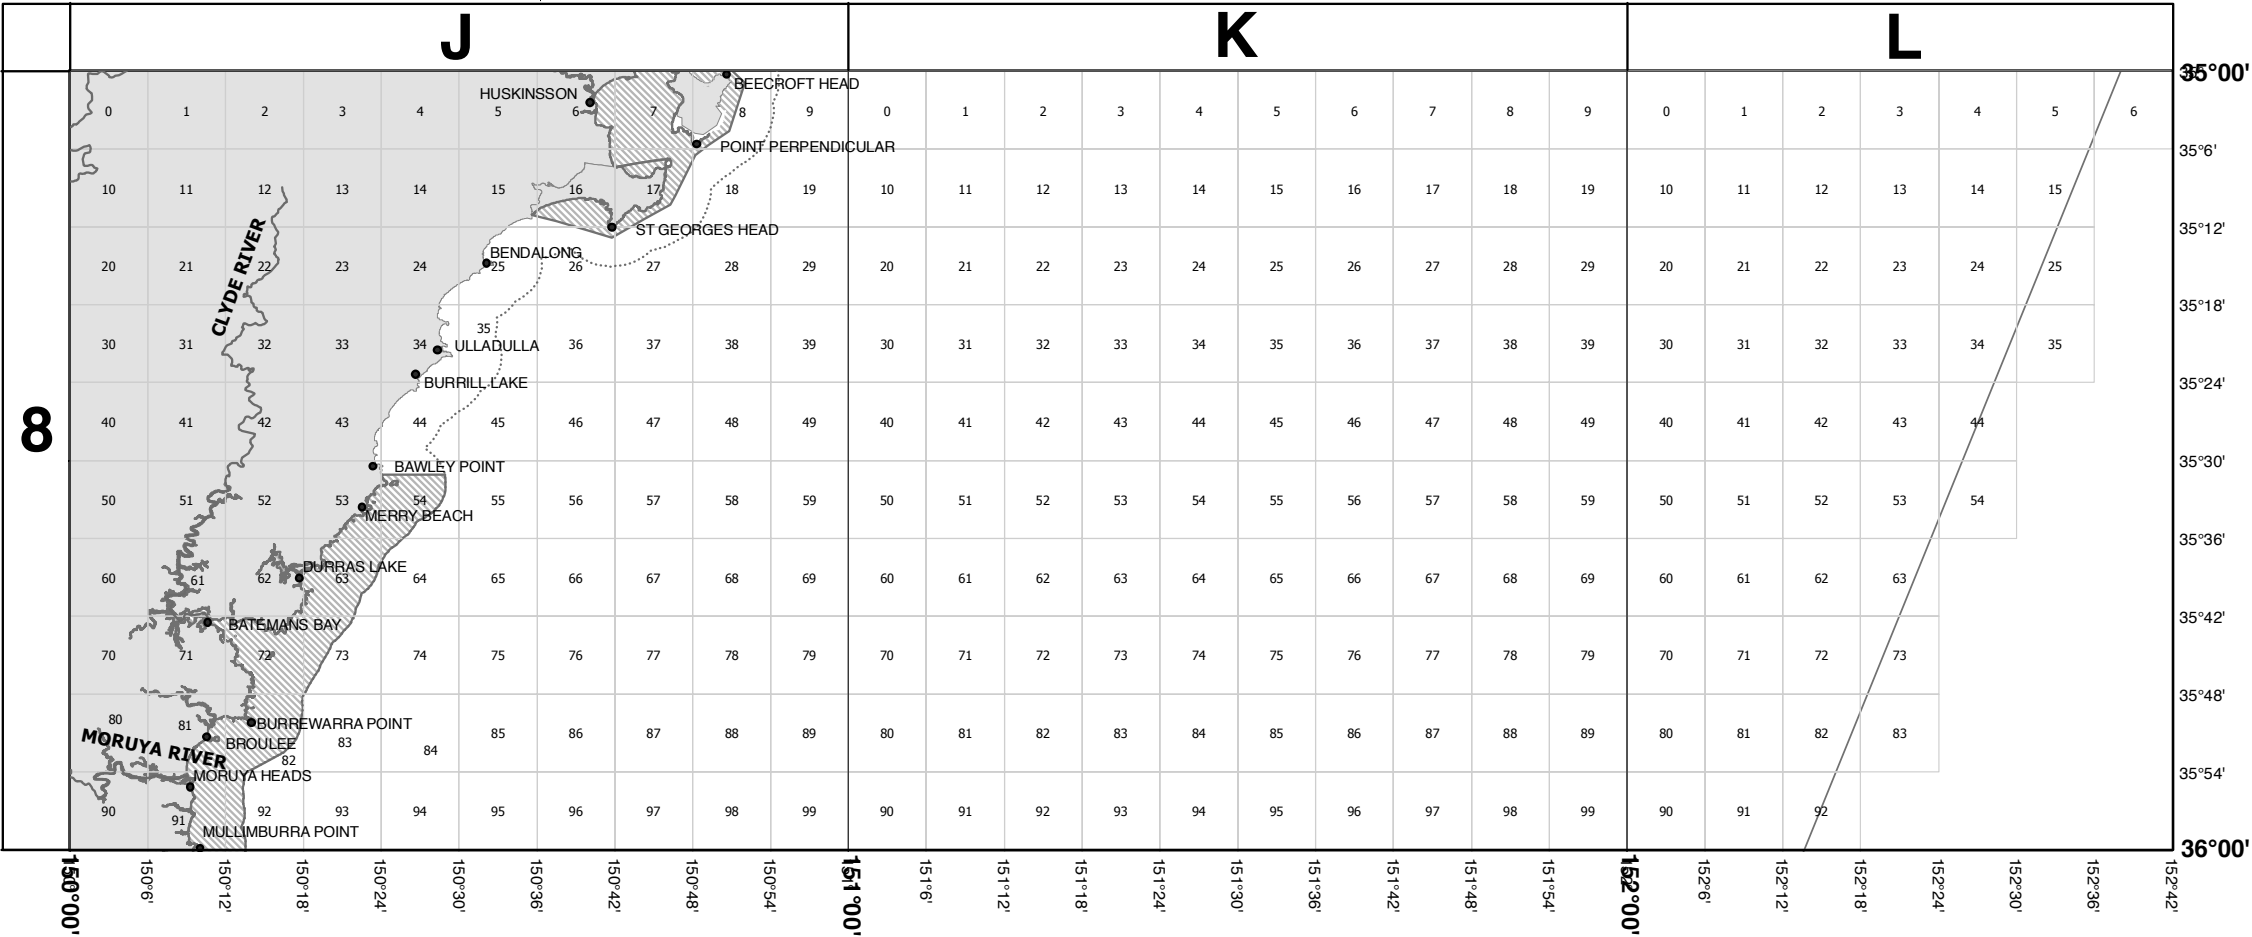 J K L
35°00'
BEECROFT HEAD
HUSKINSSON
0 1 2 3 4 5 6 7 8 9 0 1 2 3 4 5 6 7 8 9 0 1 2 3 4 5 6
POINT PERPENDICULAR
35°6'
10 11 12 13 14 15 16 17 18 19 10 11 12 13 14 15 16 17 18 19 10 11 12 13 14 15
35°12'
ST GEORGES HEAD
CLYDE RIVER
BENDALONG
20 21 22 23 24 25 26 27 28 29 20 21 22 23 24 25 26 27 28 29 20 21 22 23 24 25
35°18'
30 31 32 33 34 35 36 37 38 39 30 31 32 33 34 35 36 37 38 39 30 31 32 33 34 35
ULLADULLA
35°24'
BURRILL LAKE
8
40 41 42 43 44 45 46 47 48 49 40 41 42 43 44 45 46 47 48 49 40 41 42 43 44
35°30'
BAWLEY POINT
50 51 52 53 54 55 56 57 58 59 50 51 52 53 54 55 56 57 58 59 50 51 52 53 54
MERRY BEACH
35°36'
DURRAS LAKE
60 61 62 63 64 65 66 67 68 69 60 61 62 63 64 65 66 67 68 69 60 61 62 63
35°42'
BATEMANS BAY
70 71 72 73 74 75 76 77 78 79 70 71 72 73 74 75 76 77 78 79 70 71 72 73
35°48'
BURREWARRA POINT
80 81 82 83 84 85 86 87 88 89 80 81 82 83 84 85 86 87 88 89 80 81 82 83
BROULEE
MORUYA RIVER
35°54'
MORUYA HEADS
90 91 92 93 94 95 96 97 98 99 90 91 92 93 94 95 96 97 98 99 90 91 92
MULLIMBURRA POINT
36°00'
150°00' 150°6' 150°12' 150°18' 150°24' 150°30' 150°36' 150°42' 150°48' 150°54' 151°00' 151°6' 151°12' 151°18' 151°24' 151°30' 151°36' 151°42' 151°48' 151°54' 152°00' 152°6' 152°12' 152°18' 152°24' 152°30' 152°36' 152°42'